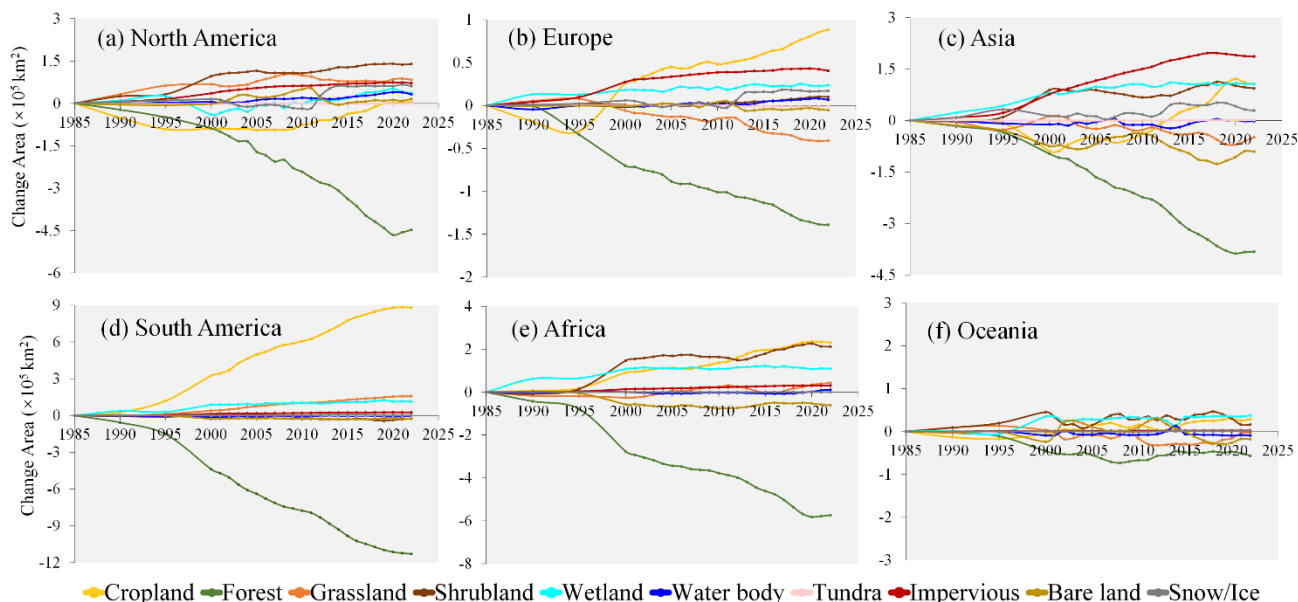 (a) North America
Change Area (×10⁵ km²)
3
1.5
0
-1.5
-3
-4.5
-6
1985 1990 1995 2000 2005 2010 2015 2020 2025
(b) Europe
1
0.5
0
-0.5
-1
-1.5
-2
1985 1990 1995 2000 2005 2010 2015 2020 2025
(c) Asia
3
1.5
0
-1.5
-3
-4.5
1985 1990 1995 2000 2005 2010 2015 2020 2025
(d) South America
Change Area (×10⁵ km²)
9
6
3
0
-3
-6
-9
-12
1985 1990 1995 2000 2005 2010 2015 2020 2025
(e) Africa
4
2
0
-2
-4
-6
-8
1985 1990 1995 2000 2005 2010 2015 2020 2025
(f) Oceania
3
2
1
0
-1
-2
-3
1985 1990 1995 2000 2005 2010 2015 2020 2025
Cropland Forest Grassland Shrubland Wetland Water body Tundra Impervious Bare land Snow/Ice